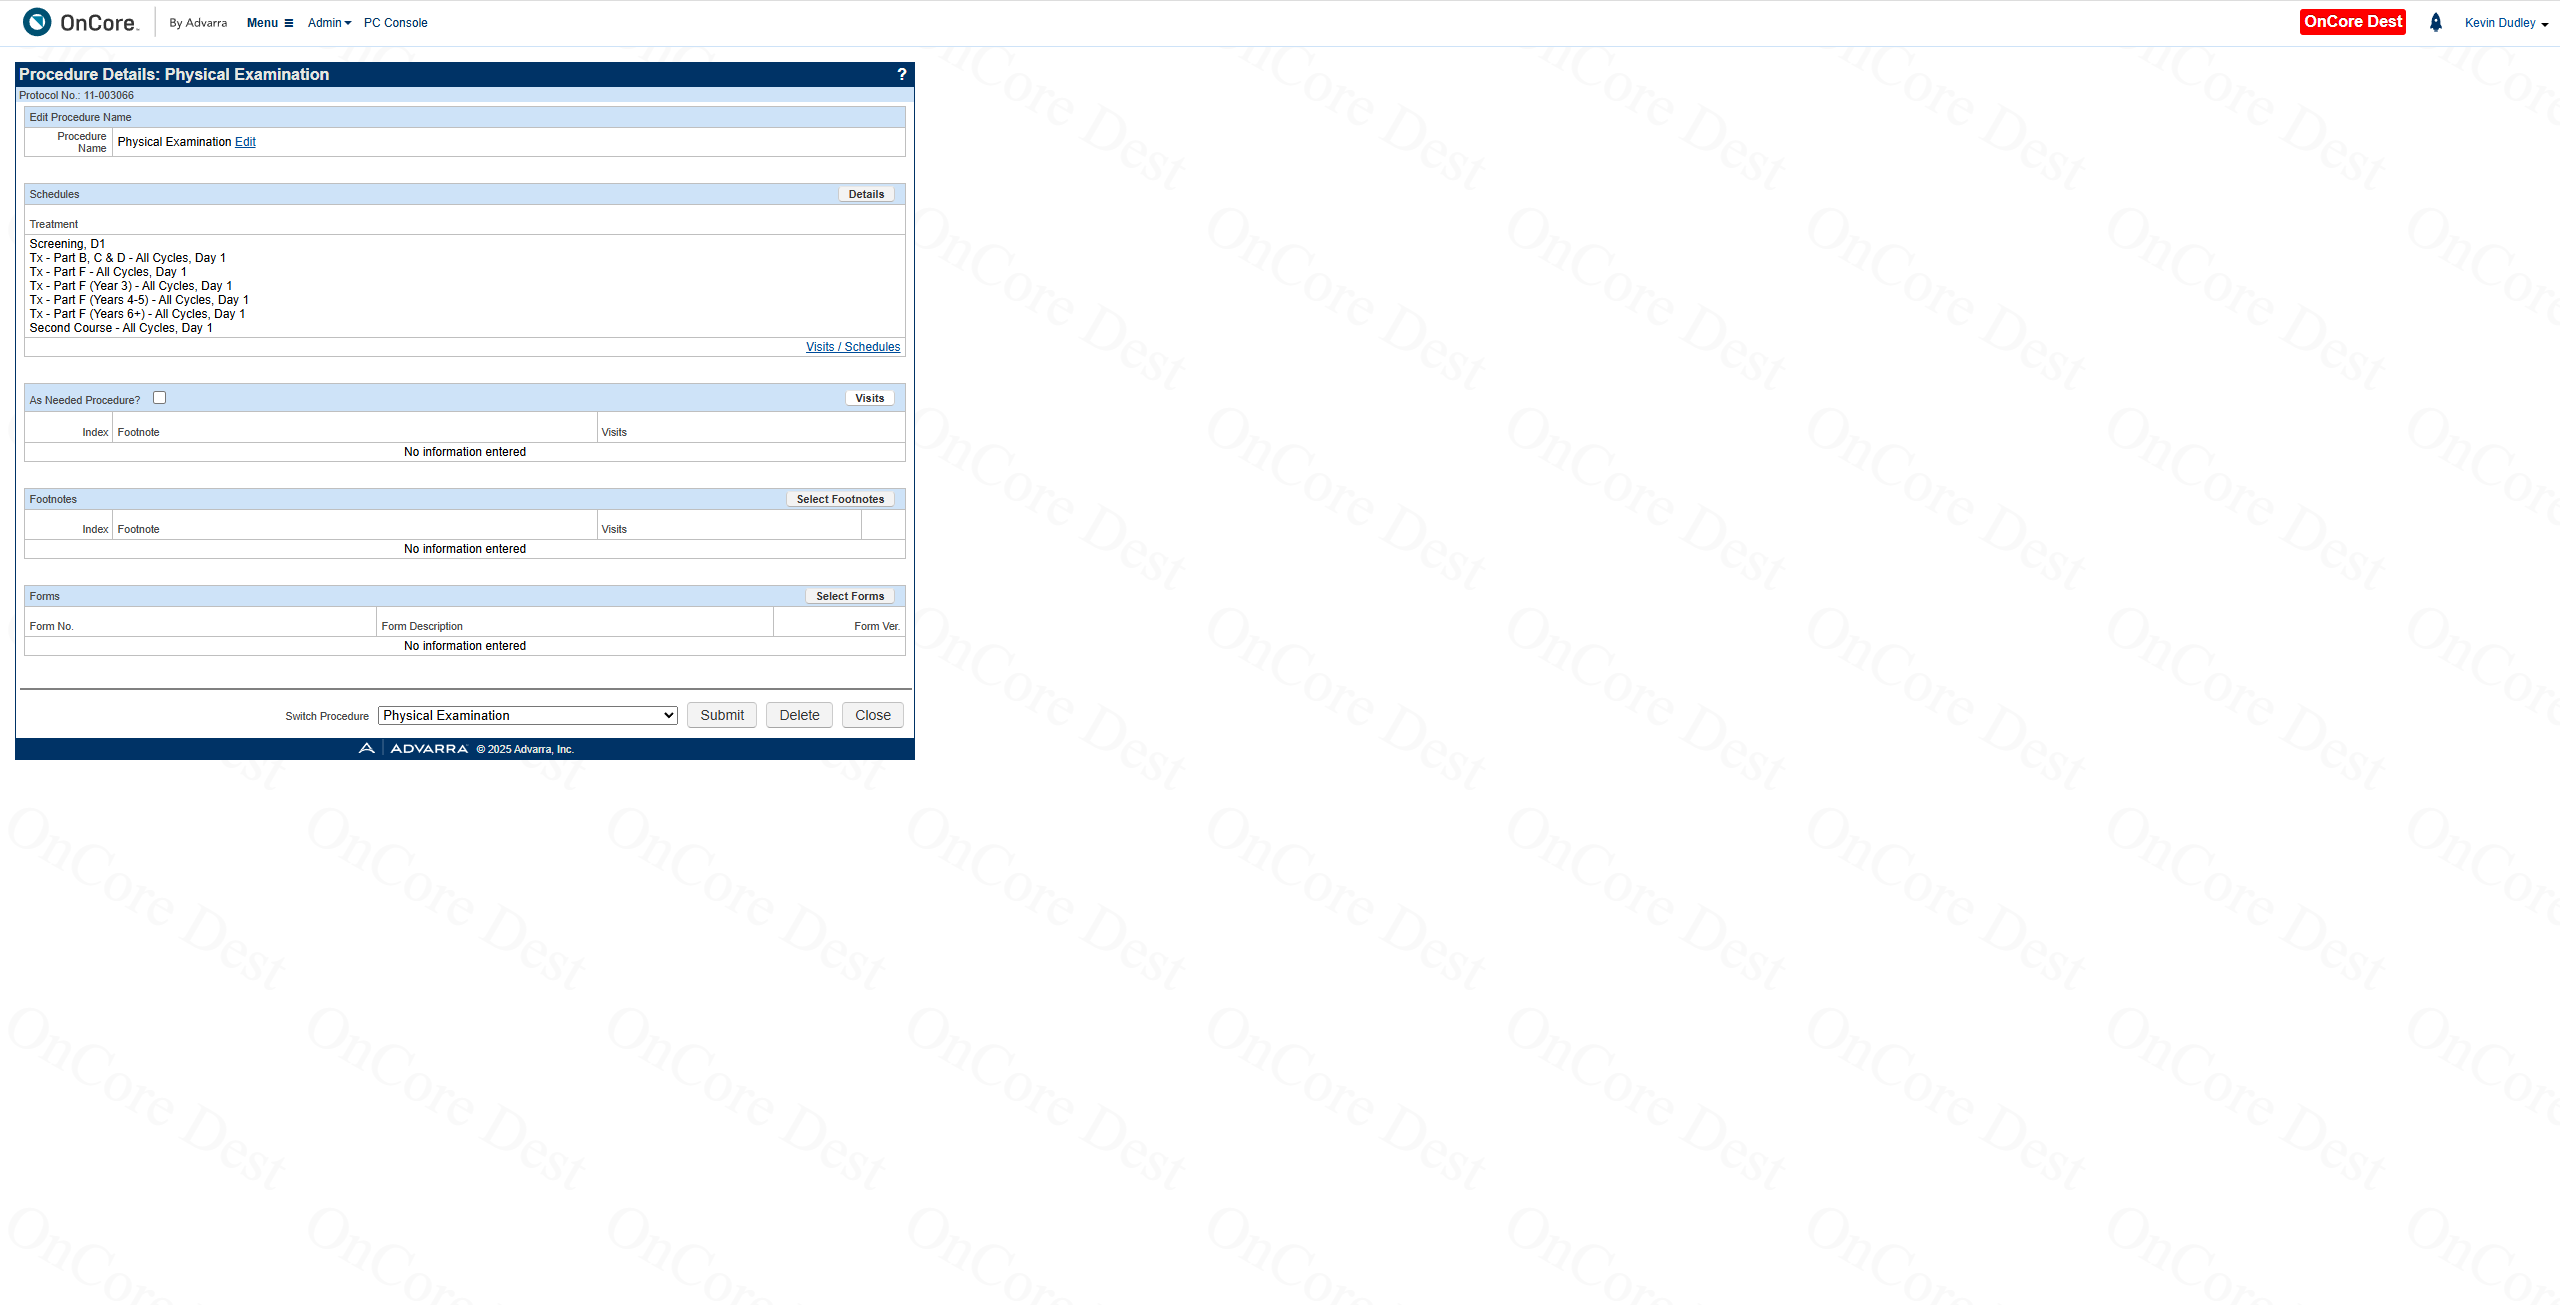 OnCore By Advarra Menu Admin PC Console OnCore Dest Kevin Dudley
Procedure Details: Physical Examination ?
Protocol No.: 11-003066
Edit Procedure Name
Procedure Name Physical Examination Edit
Schedules Details
Treatment
Screening, D1
Tx - Part B, C & D - All Cycles, Day 1
Tx - Part F - All Cycles, Day 1
Tx - Part F (Year 3) - All Cycles, Day 1
Tx - Part F (Years 4-5) - All Cycles, Day 1
Tx - Part F (Years 6+) - All Cycles, Day 1
Second Course - All Cycles, Day 1
Visits / Schedules
As Needed Procedure? Visits
Index Footnote Visits
No information entered
Footnotes Select Footnotes
Index Footnote Visits
No information entered
Forms Select Forms
Form No. Form Description Form Ver.
No information entered
Switch Procedure Physical Examination Submit Delete Close
ADVARRA © 2025 Advarra, Inc.